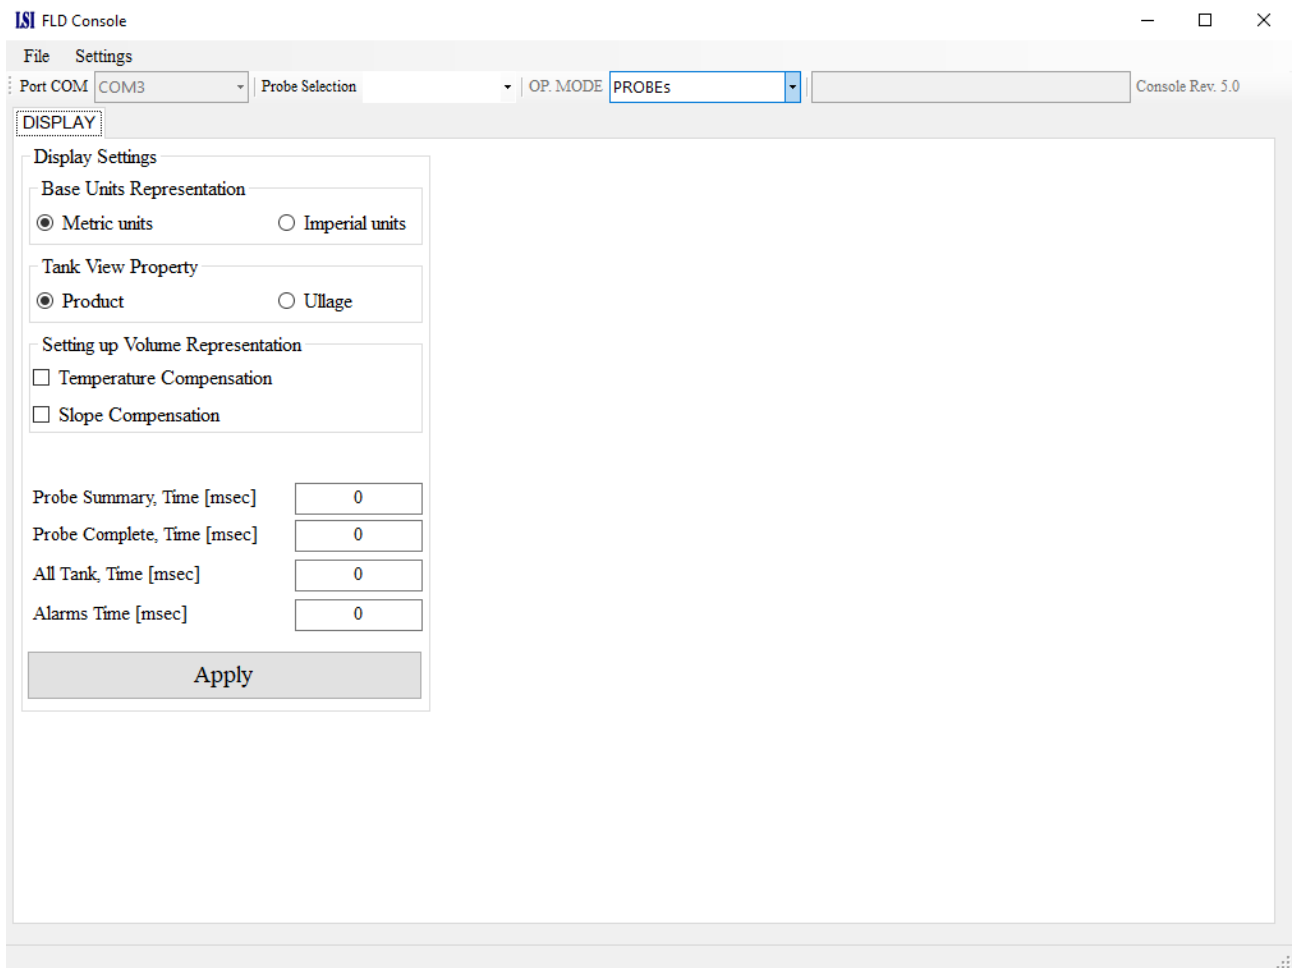 LSI FLD Console
File Settings
Port COM COM3 Probe Selection OP. MODE PROBEs Console Rev. 5.0
DISPLAY
Display Settings
Base Units Representation
Metric units Imperial units
Tank View Property
Product Ullage
Setting up Volume Representation
Temperature Compensation
Slope Compensation
Probe Summary, Time [msec] 0
Probe Complete, Time [msec] 0
All Tank, Time [msec] 0
Alarms Time [msec] 0
Apply